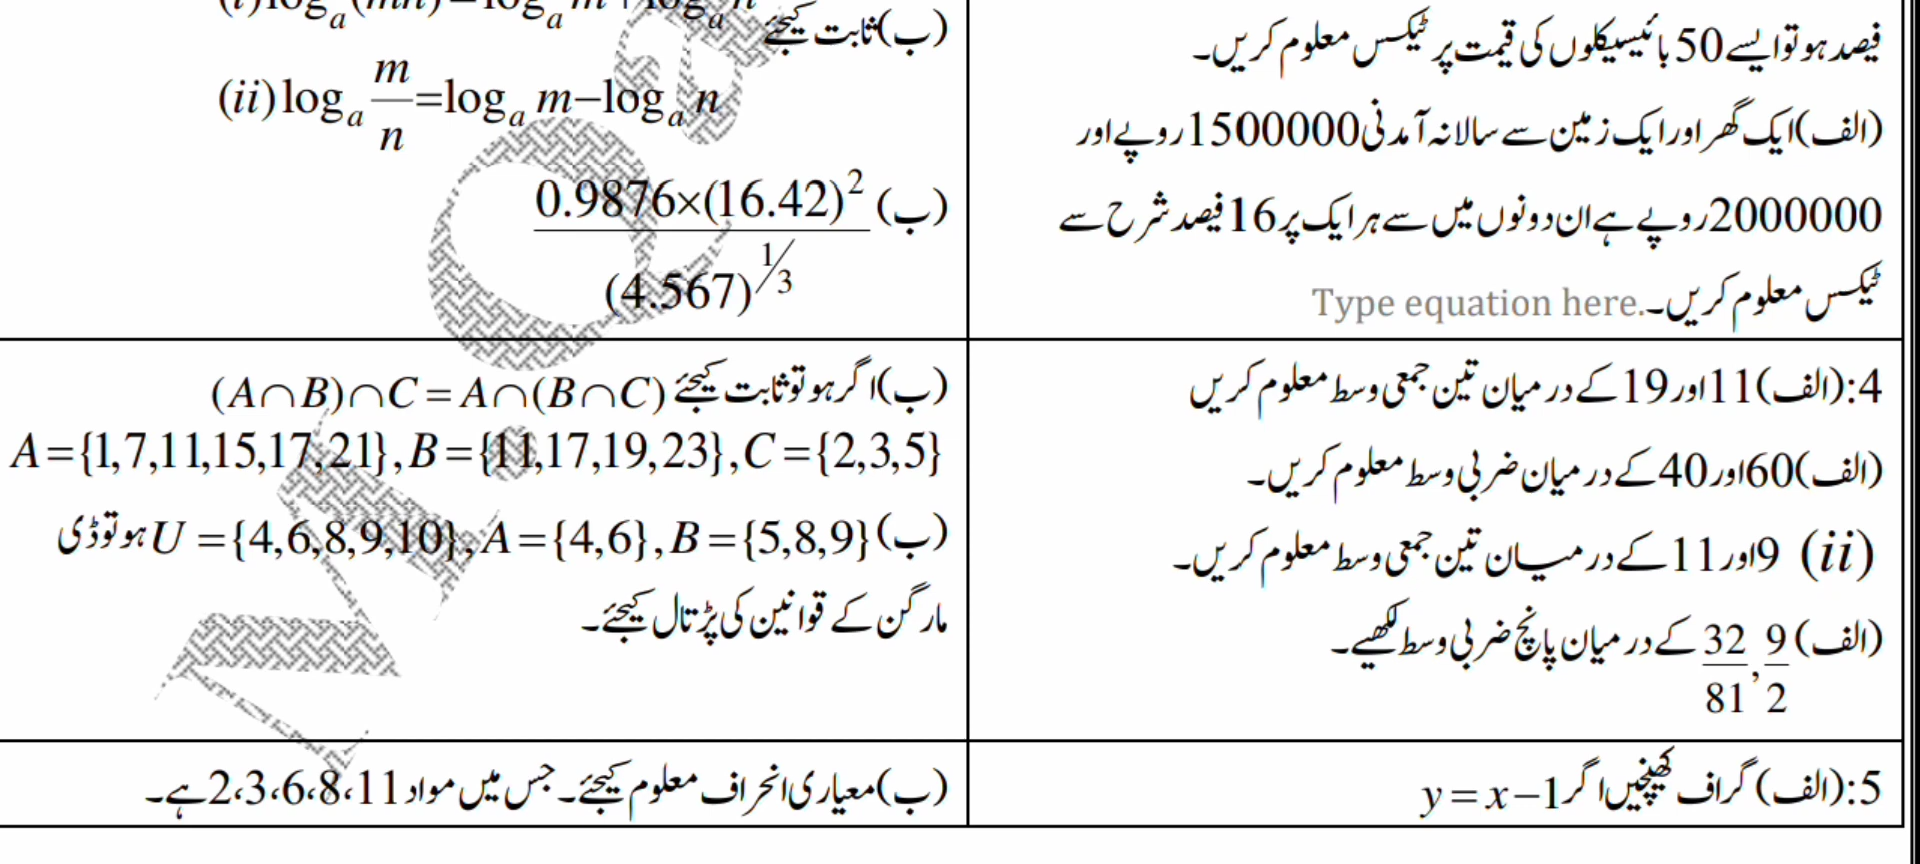 فیصد ہو تو ایسے 50 بائیسیکلوں کی قیمت پر ٹیکس معلوم کریں۔
(الف) ایک گھر اور ایک زمین سے سالانہ آمدنی 1500000 روپے اور
2000000 روپے ہے ان دونوں میں سے ہر ایک پر 16 فیصد شرح سے
ٹیکس معلوم کریں۔ Type equation here.
(ب) ثابت کیجئے (i) logₐ(mn) = logₐ m + logₐ n
(ii) logₐ m/n = logₐ m − logₐ n
(ب) 0.9876×(16.42)² / (4.567)^(1/3)
4: (الف) 11 اور 19 کے درمیان تین جمعی وسط معلوم کریں
(الف) 60 اور 40 کے درمیان ضربی وسط معلوم کریں۔
(ii) 9 اور 11 کے درمیان تین جمعی وسط معلوم کریں۔
(الف) 9/2 , 32/81 کے درمیان پانچ ضربی وسط لکھیے۔
(ب) اگر ہو تو ثابت کیجئے (A∩B)∩C = A∩(B∩C)
A = {1,7,11,15,17,21}, B = {11,17,19,23}, C = {2,3,5}
(ب) U = {4,6,8,9,10}, A = {4,6}, B = {5,8,9} ہو تو ڈی
مارگن کے قوانین کی پڑتال کیجئے۔
5: (الف) گراف کھینچیں اگر y = x − 1
(ب) معیاری انحراف معلوم کیجئے۔ جس میں مواد 2،3،6،8،11 ہے۔